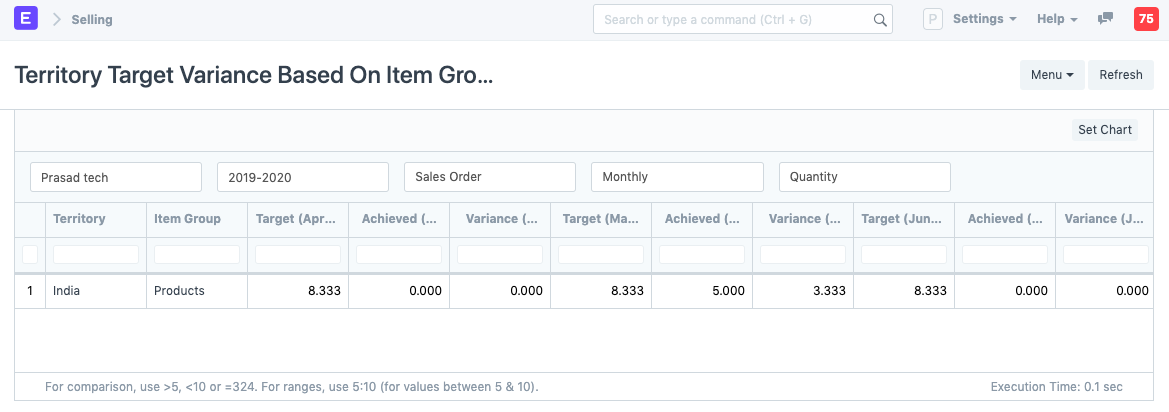 E Selling Search or type a command (Ctrl + G) P Settings Help 75
Territory Target Variance Based On Item Gro... Menu Refresh
Set Chart
Prasad tech 2019-2020 Sales Order Monthly Quantity
Territory Item Group Target (Apr... Achieved (... Variance (... Target (Ma... Achieved (... Variance (... Target (Jun... Achieved (... Variance (J...
1 India Products 8.333 0.000 0.000 8.333 5.000 3.333 8.333 0.000 0.000
For comparison, use >5, <10 or =324. For ranges, use 5:10 (for values between 5 & 10). Execution Time: 0.1 sec